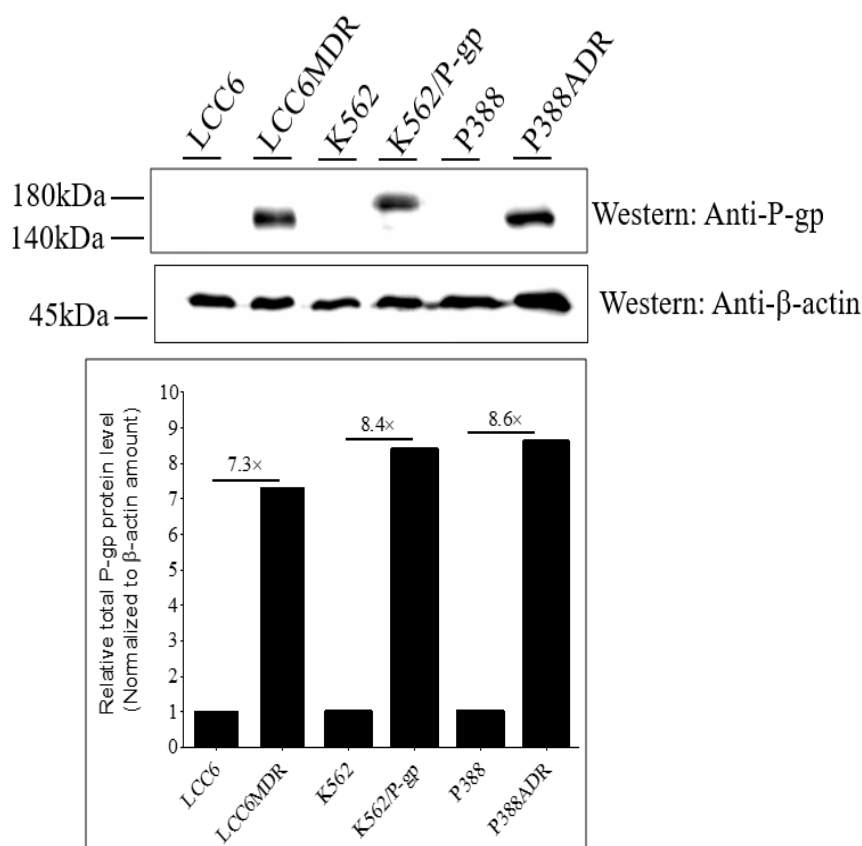 LCC6
LCC6MDR
K562
K562/P-gp
P388
P388ADR
180kDa
140kDa
Western: Anti-P-gp
45kDa
Western: Anti-β-actin
Relative total P-gp protein level
(Normalized to β-actin amount)
10
9
8
7
6
5
4
3
2
1
0
7.3×
8.4×
8.6×
LCC6
LCC6MDR
K562
K562/P-gp
P388
P388ADR